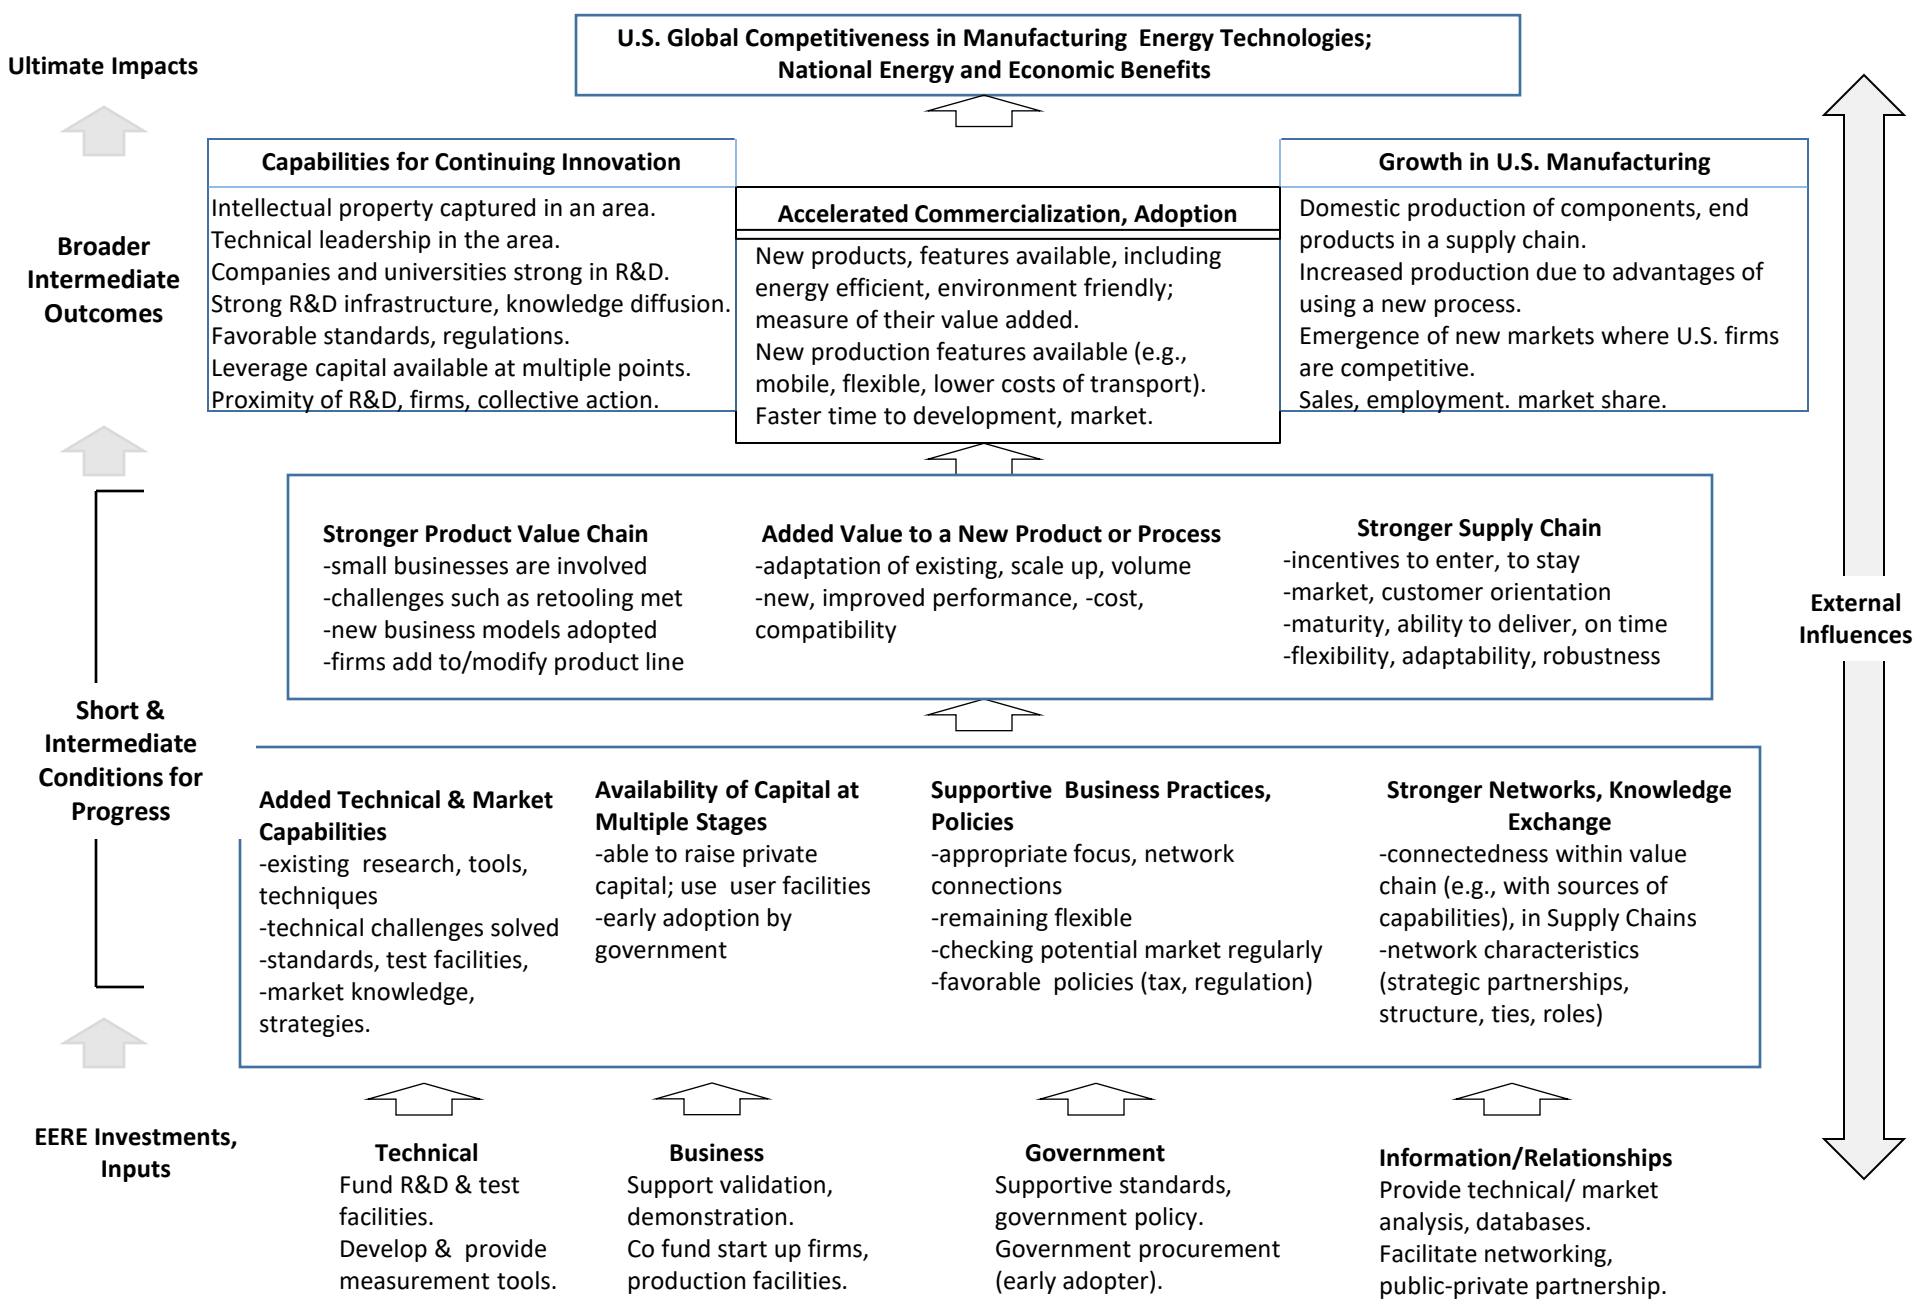 U.S. Global Competitiveness in Manufacturing Energy Technologies;
National Energy and Economic Benefits
Ultimate Impacts
Capabilities for Continuing Innovation
Intellectual property captured in an area.
Technical leadership in the area.
Companies and universities strong in R&D.
Strong R&D infrastructure, knowledge diffusion.
Favorable standards, regulations.
Leverage capital available at multiple points.
Proximity of R&D, firms, collective action.
Accelerated Commercialization, Adoption
New products, features available, including
energy efficient, environment friendly;
measure of their value added.
New production features available (e.g.,
mobile, flexible, lower costs of transport).
Faster time to development, market.
Growth in U.S. Manufacturing
Domestic production of components, end
products in a supply chain.
Increased production due to advantages of
using a new process.
Emergence of new markets where U.S. firms
are competitive.
Sales, employment. market share.
Broader
Intermediate
Outcomes
Stronger Product Value Chain
-small businesses are involved
-challenges such as retooling met
-new business models adopted
-firms add to/modify product line
Added Value to a New Product or Process
-adaptation of existing, scale up, volume
-new, improved performance, -cost,
compatibility
Stronger Supply Chain
-incentives to enter, to stay
-market, customer orientation
-maturity, ability to deliver, on time
-flexibility, adaptability, robustness
External
Influences
Short &
Intermediate
Conditions for
Progress
Added Technical & Market
Capabilities
-existing research, tools,
techniques
-technical challenges solved
-standards, test facilities,
-market knowledge,
strategies.
Availability of Capital at
Multiple Stages
-able to raise private
capital; use user facilities
-early adoption by
government
Supportive Business Practices,
Policies
-appropriate focus, network
connections
-remaining flexible
-checking potential market regularly
-favorable policies (tax, regulation)
Stronger Networks, Knowledge
Exchange
-connectedness within value
chain (e.g., with sources of
capabilities), in Supply Chains
-network characteristics
(strategic partnerships,
structure, ties, roles)
EERE Investments,
Inputs
Technical
Fund R&D & test
facilities.
Develop & provide
measurement tools.
Business
Support validation,
demonstration.
Co fund start up firms,
production facilities.
Government
Supportive standards,
government policy.
Government procurement
(early adopter).
Information/Relationships
Provide technical/ market
analysis, databases.
Facilitate networking,
public-private partnership.